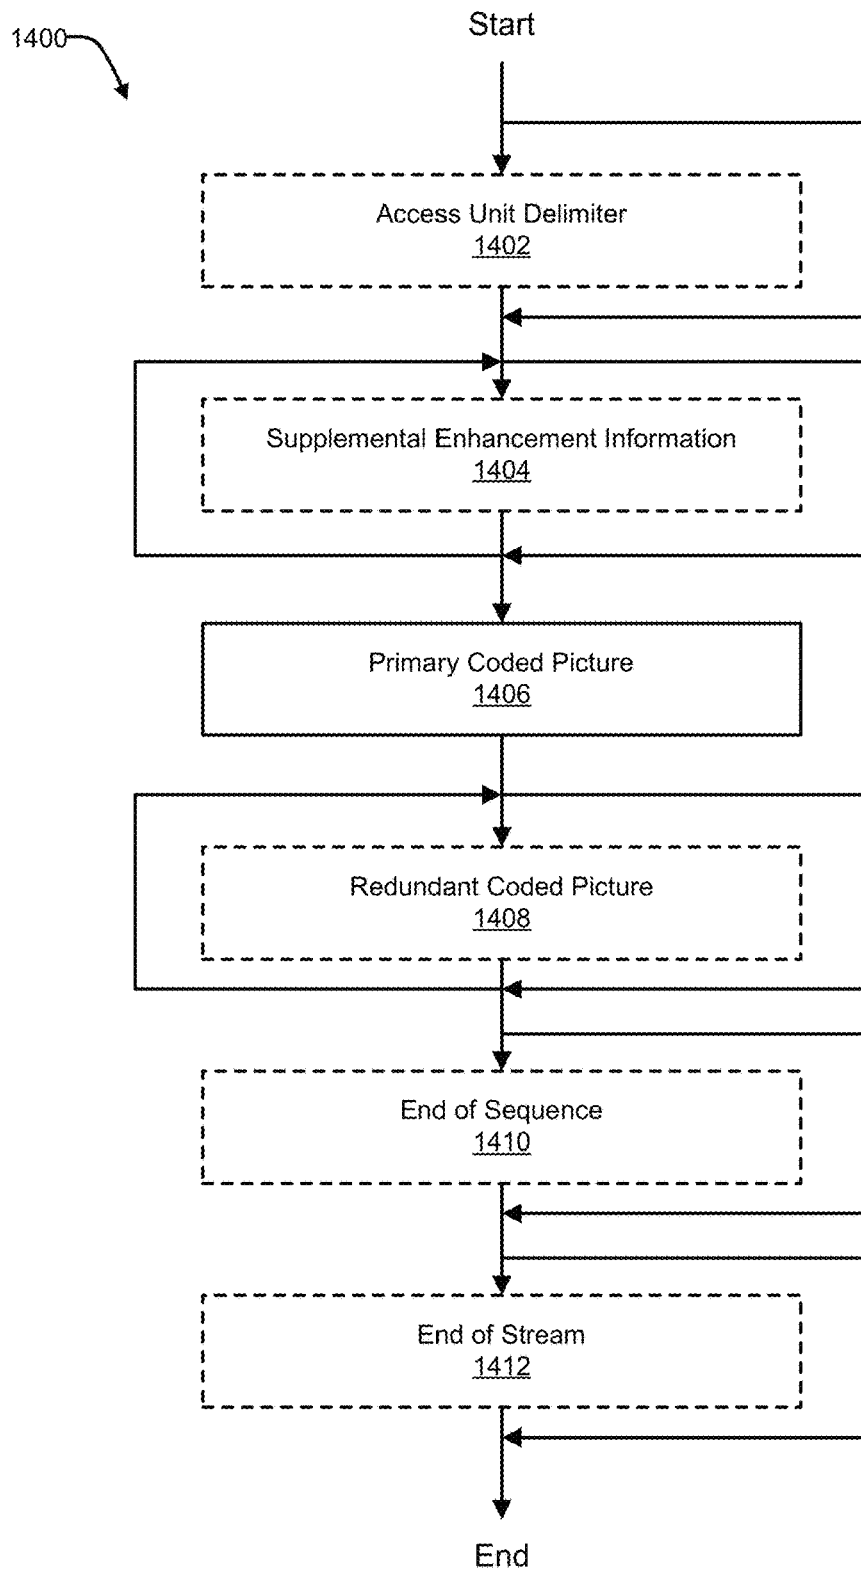 1400
Start
Access Unit Delimiter
1402
Supplemental Enhancement Information
1404
Primary Coded Picture
1406
Redundant Coded Picture
1408
End of Sequence
1410
End of Stream
1412
End